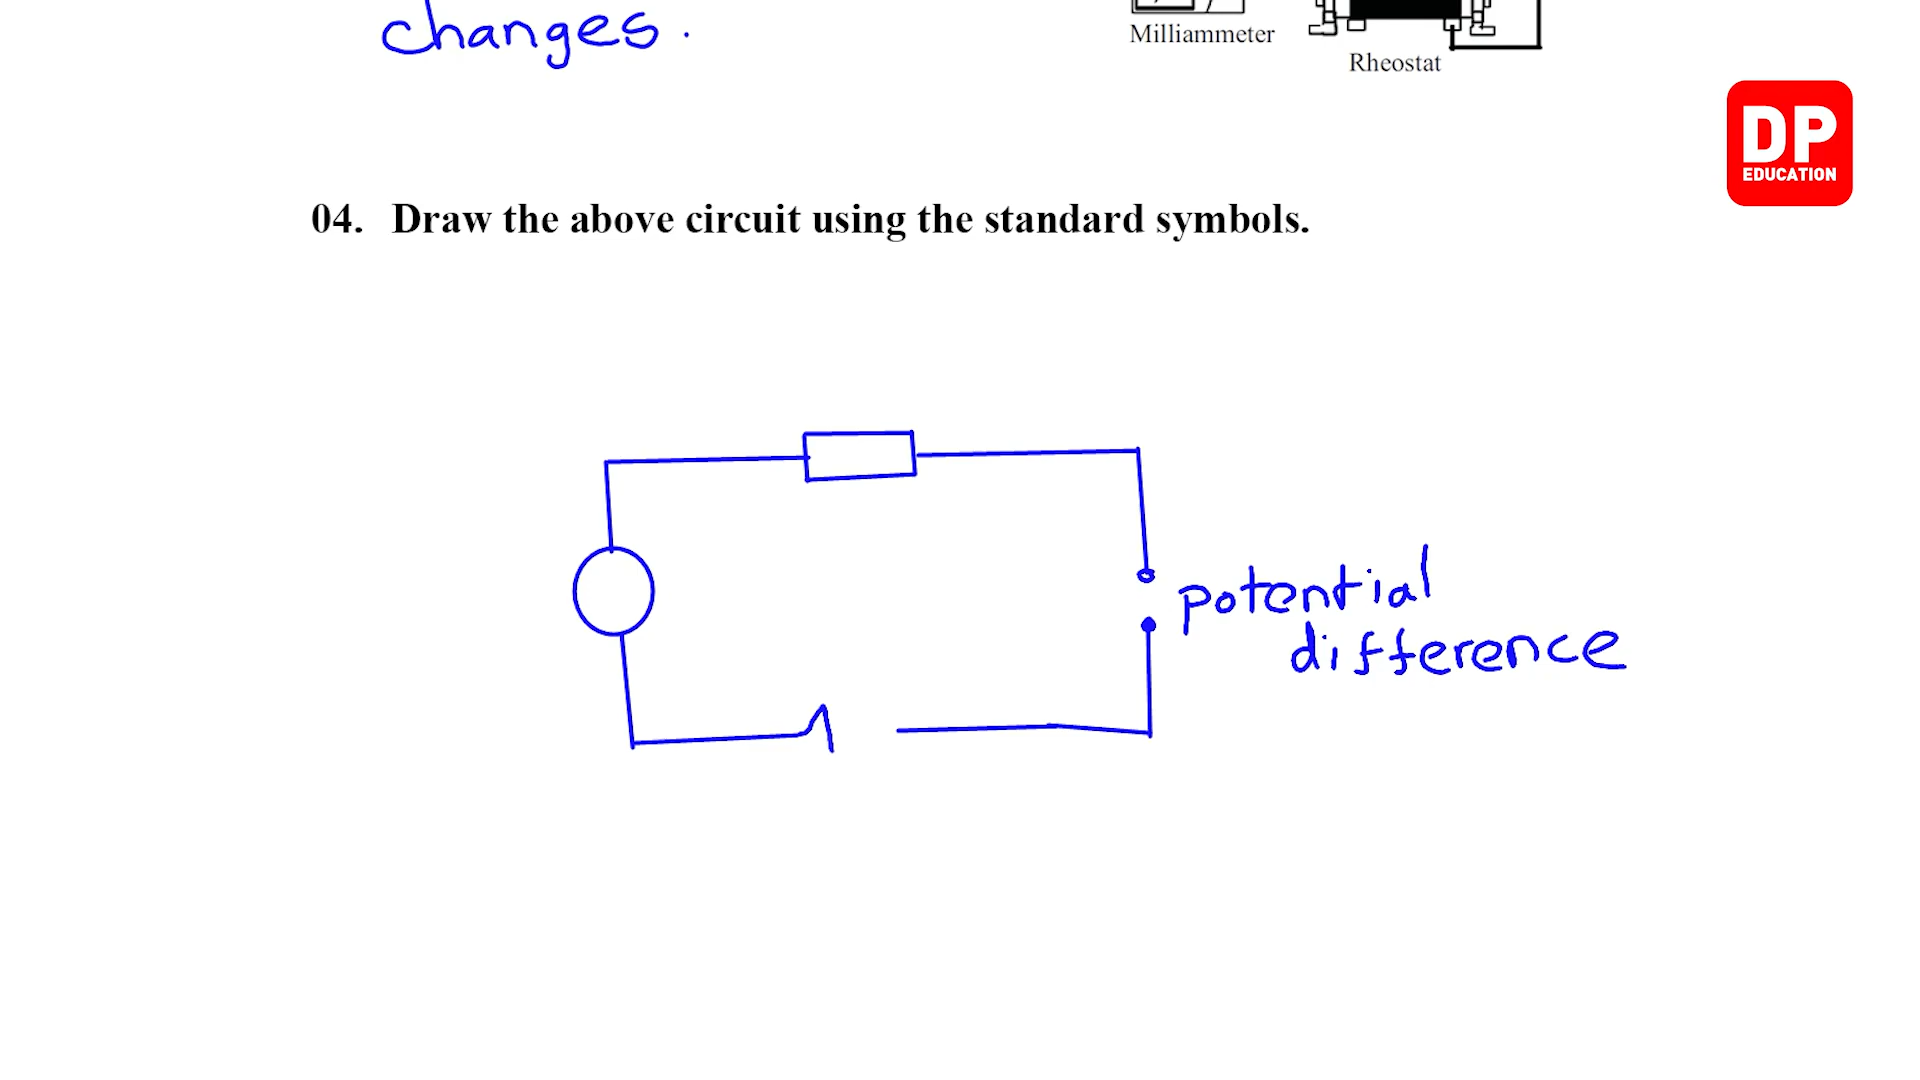 changes.
Milliammeter
Rheostat
DP
EDUCATION
04. Draw the above circuit using the standard symbols.
potential
difference